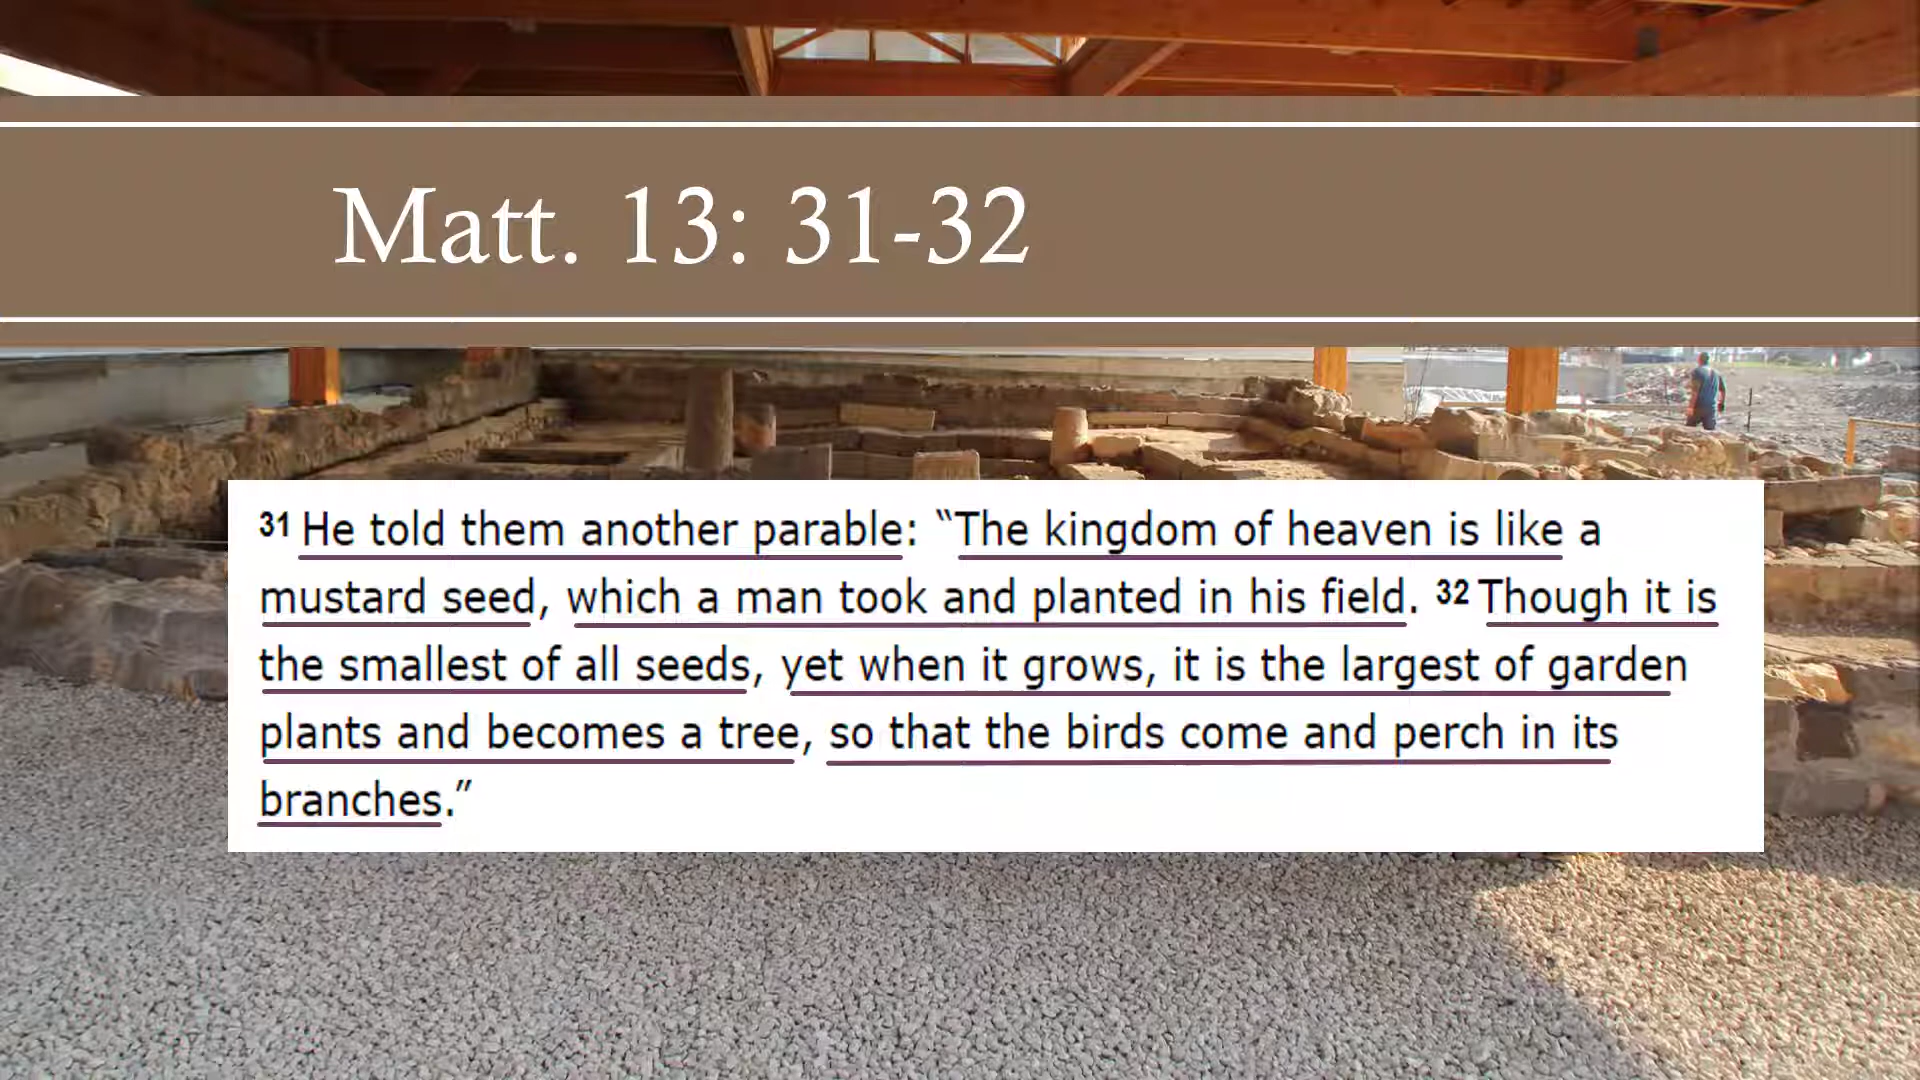 Matt. 13: 31-32
31 He told them another parable: “The kingdom of heaven is like a
mustard seed, which a man took and planted in his field. 32 Though it is
the smallest of all seeds, yet when it grows, it is the largest of garden
plants and becomes a tree, so that the birds come and perch in its
branches.”